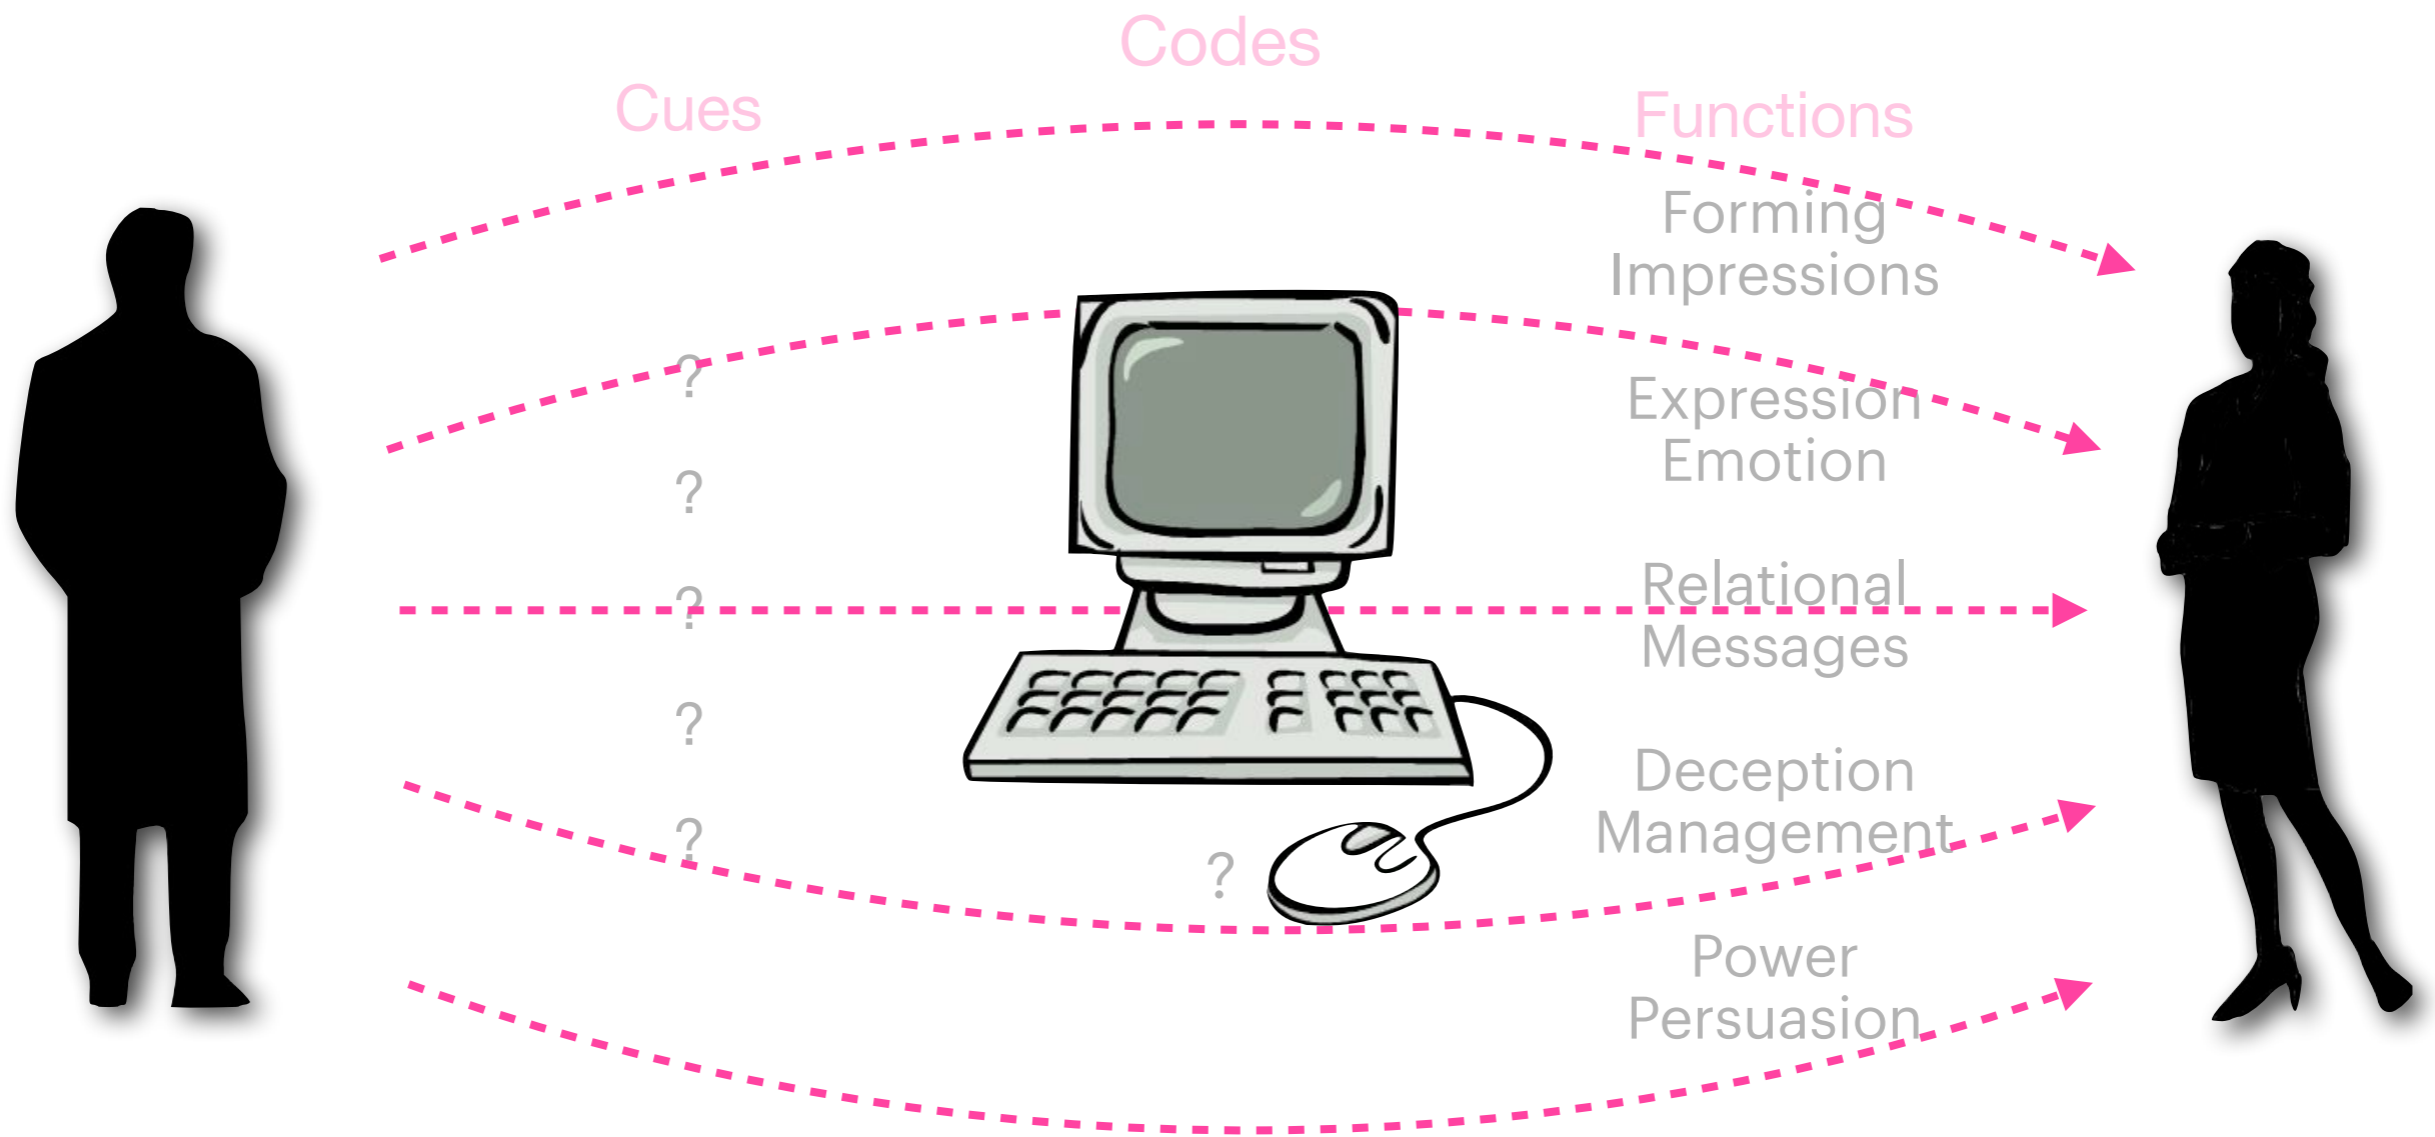 Codes
Cues
Functions
Forming
Impressions
?
Expression
Emotion
?
?
Relational
Messages
?
Deception
Management
?
?
Power
Persuasion